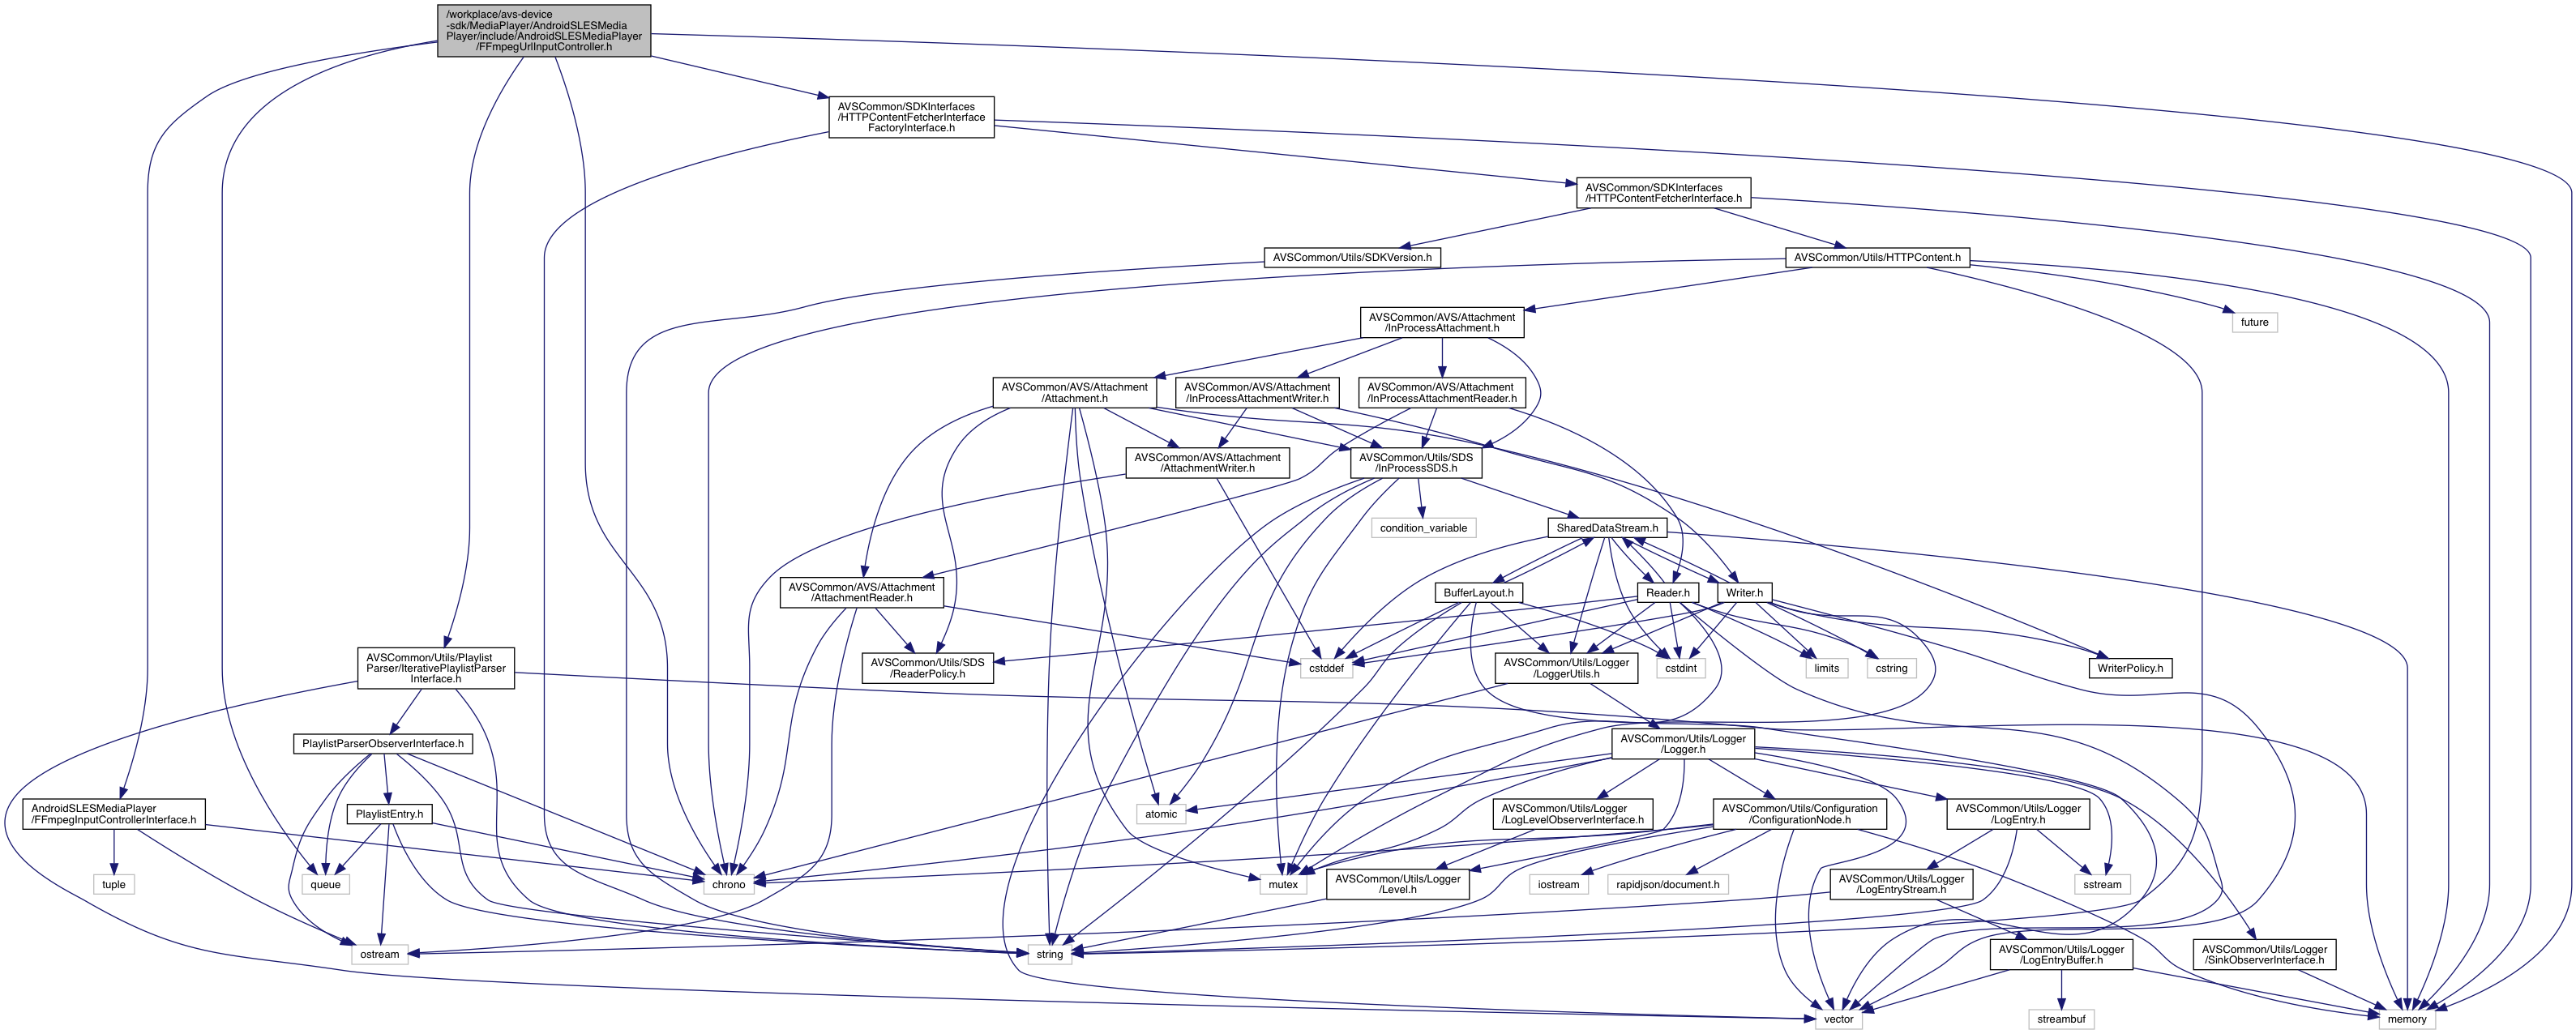 /workplace/avs-device
-sdk/MediaPlayer/AndroidSLESMedia
Player/include/AndroidSLESMediaPlayer
/FFmpegUrlInputController.h
AVSCommon/SDKInterfaces
/HTTPContentFetcherInterface
FactoryInterface.h
AVSCommon/SDKInterfaces
/HTTPContentFetcherInterface.h
AVSCommon/Utils/SDKVersion.h
AVSCommon/Utils/HTTPContent.h
AVSCommon/AVS/Attachment
/InProcessAttachment.h
future
AVSCommon/AVS/Attachment
/Attachment.h
AVSCommon/AVS/Attachment
/InProcessAttachmentWriter.h
AVSCommon/AVS/Attachment
/InProcessAttachmentReader.h
AVSCommon/AVS/Attachment
/AttachmentWriter.h
AVSCommon/Utils/SDS
/InProcessSDS.h
condition_variable
SharedDataStream.h
AVSCommon/AVS/Attachment
/AttachmentReader.h
BufferLayout.h
Reader.h
Writer.h
AVSCommon/Utils/Playlist
Parser/IterativePlaylistParser
Interface.h
AVSCommon/Utils/SDS
/ReaderPolicy.h
cstddef
AVSCommon/Utils/Logger
/LoggerUtils.h
cstdint
limits
cstring
WriterPolicy.h
PlaylistParserObserverInterface.h
AVSCommon/Utils/Logger
/Logger.h
AndroidSLESMediaPlayer
/FFmpegInputControllerInterface.h
PlaylistEntry.h
atomic
AVSCommon/Utils/Logger
/LogLevelObserverInterface.h
AVSCommon/Utils/Configuration
/ConfigurationNode.h
AVSCommon/Utils/Logger
/LogEntry.h
tuple
queue
chrono
mutex
AVSCommon/Utils/Logger
/Level.h
iostream
rapidjson/document.h
AVSCommon/Utils/Logger
/LogEntryStream.h
sstream
ostream
string
AVSCommon/Utils/Logger
/LogEntryBuffer.h
AVSCommon/Utils/Logger
/SinkObserverInterface.h
vector
streambuf
memory